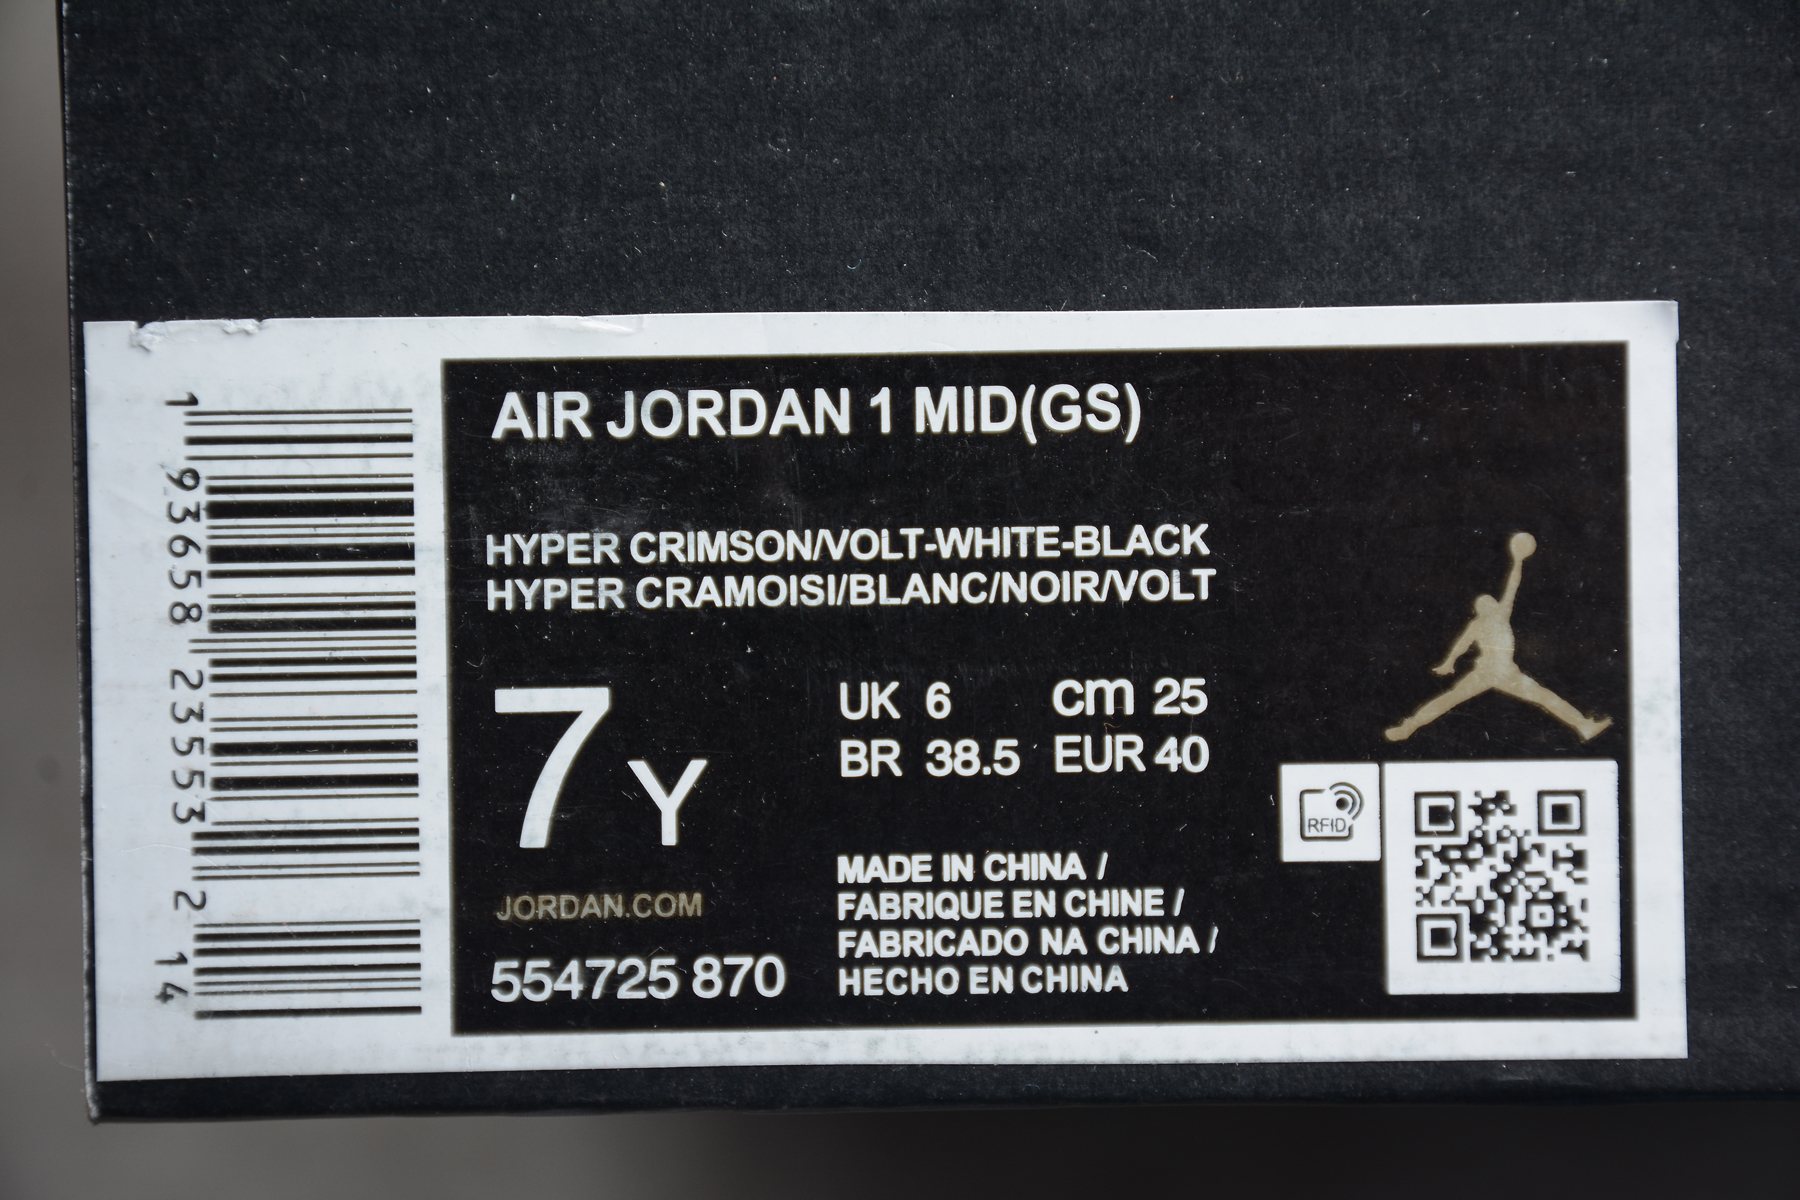 AIR JORDAN 1 MID(GS)
HYPER CRIMSON/VOLT-WHITE-BLACK
HYPER CRAMOISI/BLANC/NOIR/VOLT
7 Y
UK 6 cm 25
BR 38.5 EUR 40
RFID
JORDAN.COM
554725 870
MADE IN CHINA /
FABRIQUE EN CHINE /
FABRICADO NA CHINA /
HECHO EN CHINA
1 93658 23553 2 14